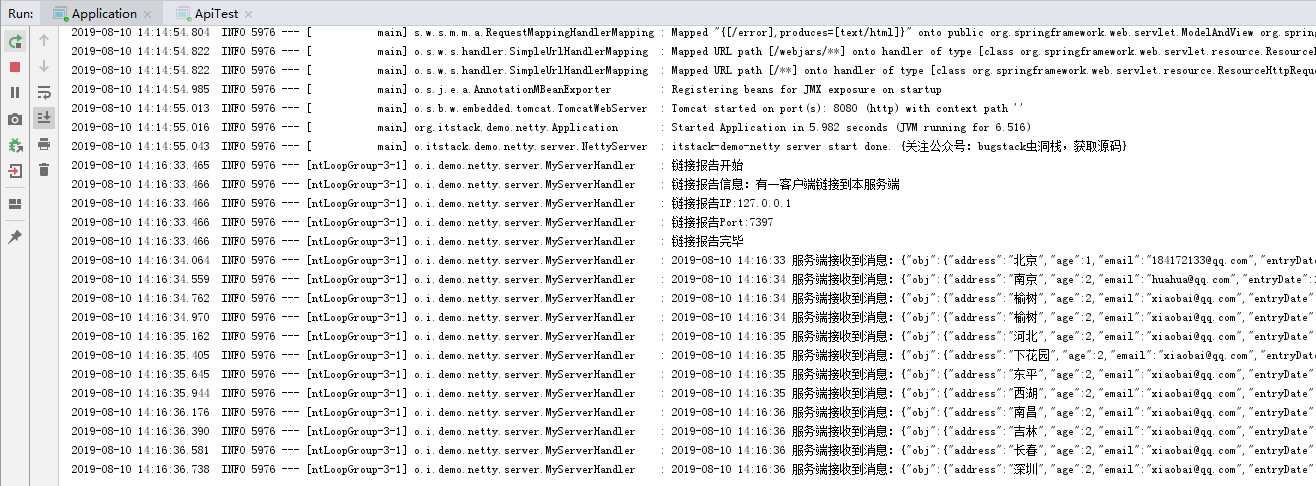 Run: Application × ApiTest ×
2019-08-10 14:14:54.804 INFO 5976 --- [ main] s.w.s.m.m.a.RequestMappingHandlerMapping : Mapped "{[/error],produces=[text/html]}" onto public org.springframework.web.servlet.ModelAndView org.spring
2019-08-10 14:14:54.822 INFO 5976 --- [ main] o.s.w.s.handler.SimpleUrlHandlerMapping : Mapped URL path [/webjars/**] onto handler of type [class org.springframework.web.servlet.resource.Resource
2019-08-10 14:14:54.822 INFO 5976 --- [ main] o.s.w.s.handler.SimpleUrlHandlerMapping : Mapped URL path [/**] onto handler of type [class org.springframework.web.servlet.resource.ResourceHttpReque
2019-08-10 14:14:54.985 INFO 5976 --- [ main] o.s.j.e.a.AnnotationMBeanExporter : Registering beans for JMX exposure on startup
2019-08-10 14:14:55.013 INFO 5976 --- [ main] o.s.b.w.embedded.tomcat.TomcatWebServer : Tomcat started on port(s): 8080 (http) with context path ''
2019-08-10 14:14:55.016 INFO 5976 --- [ main] org.itstack.demo.netty.Application : Started Application in 5.982 seconds (JVM running for 6.516)
2019-08-10 14:14:55.043 INFO 5976 --- [ main] o.itstack.demo.netty.server.NettyServer : itstack-demo-netty server start done. {关注公众号：bugstack虫洞栈，获取源码}
2019-08-10 14:16:33.465 INFO 5976 --- [ntLoopGroup-3-1] o.i.demo.netty.server.MyServerHandler : 链接报告开始
2019-08-10 14:16:33.466 INFO 5976 --- [ntLoopGroup-3-1] o.i.demo.netty.server.MyServerHandler : 链接报告信息：有一客户端链接到本服务端
2019-08-10 14:16:33.466 INFO 5976 --- [ntLoopGroup-3-1] o.i.demo.netty.server.MyServerHandler : 链接报告IP:127.0.0.1
2019-08-10 14:16:33.466 INFO 5976 --- [ntLoopGroup-3-1] o.i.demo.netty.server.MyServerHandler : 链接报告Port:7397
2019-08-10 14:16:33.466 INFO 5976 --- [ntLoopGroup-3-1] o.i.demo.netty.server.MyServerHandler : 链接报告完毕
2019-08-10 14:16:34.064 INFO 5976 --- [ntLoopGroup-3-1] o.i.demo.netty.server.MyServerHandler : 2019-08-10 14:16:33 服务端接收到消息：{"obj":{"address":"北京","age":1,"email":"184172133@qq.com","entryDate
2019-08-10 14:16:34.559 INFO 5976 --- [ntLoopGroup-3-1] o.i.demo.netty.server.MyServerHandler : 2019-08-10 14:16:34 服务端接收到消息：{"obj":{"address":"南京","age":2,"email":"huahua@qq.com","entryDate":
2019-08-10 14:16:34.762 INFO 5976 --- [ntLoopGroup-3-1] o.i.demo.netty.server.MyServerHandler : 2019-08-10 14:16:34 服务端接收到消息：{"obj":{"address":"榆树","age":2,"email":"xiaobai@qq.com","entryDate"
2019-08-10 14:16:34.970 INFO 5976 --- [ntLoopGroup-3-1] o.i.demo.netty.server.MyServerHandler : 2019-08-10 14:16:34 服务端接收到消息：{"obj":{"address":"榆树","age":2,"email":"xiaobai@qq.com","entryDate"
2019-08-10 14:16:35.162 INFO 5976 --- [ntLoopGroup-3-1] o.i.demo.netty.server.MyServerHandler : 2019-08-10 14:16:35 服务端接收到消息：{"obj":{"address":"河北","age":2,"email":"xiaobai@qq.com","entryDate"
2019-08-10 14:16:35.405 INFO 5976 --- [ntLoopGroup-3-1] o.i.demo.netty.server.MyServerHandler : 2019-08-10 14:16:35 服务端接收到消息：{"obj":{"address":"下花园","age":2,"email":"xiaobai@qq.com","entryDate
2019-08-10 14:16:35.645 INFO 5976 --- [ntLoopGroup-3-1] o.i.demo.netty.server.MyServerHandler : 2019-08-10 14:16:35 服务端接收到消息：{"obj":{"address":"东平","age":2,"email":"xiaobai@qq.com","entryDate"
2019-08-10 14:16:35.944 INFO 5976 --- [ntLoopGroup-3-1] o.i.demo.netty.server.MyServerHandler : 2019-08-10 14:16:35 服务端接收到消息：{"obj":{"address":"西湖","age":2,"email":"xiaobai@qq.com","entryDate"
2019-08-10 14:16:36.176 INFO 5976 --- [ntLoopGroup-3-1] o.i.demo.netty.server.MyServerHandler : 2019-08-10 14:16:36 服务端接收到消息：{"obj":{"address":"南昌","age":2,"email":"xiaobai@qq.com","entryDate"
2019-08-10 14:16:36.390 INFO 5976 --- [ntLoopGroup-3-1] o.i.demo.netty.server.MyServerHandler : 2019-08-10 14:16:36 服务端接收到消息：{"obj":{"address":"吉林","age":2,"email":"xiaobai@qq.com","entryDate"
2019-08-10 14:16:36.581 INFO 5976 --- [ntLoopGroup-3-1] o.i.demo.netty.server.MyServerHandler : 2019-08-10 14:16:36 服务端接收到消息：{"obj":{"address":"长春","age":2,"email":"xiaobai@qq.com","entryDate"
2019-08-10 14:16:36.738 INFO 5976 --- [ntLoopGroup-3-1] o.i.demo.netty.server.MyServerHandler : 2019-08-10 14:16:36 服务端接收到消息：{"obj":{"address":"深圳","age":2,"email":"xiaobai@qq.com","entryDate"